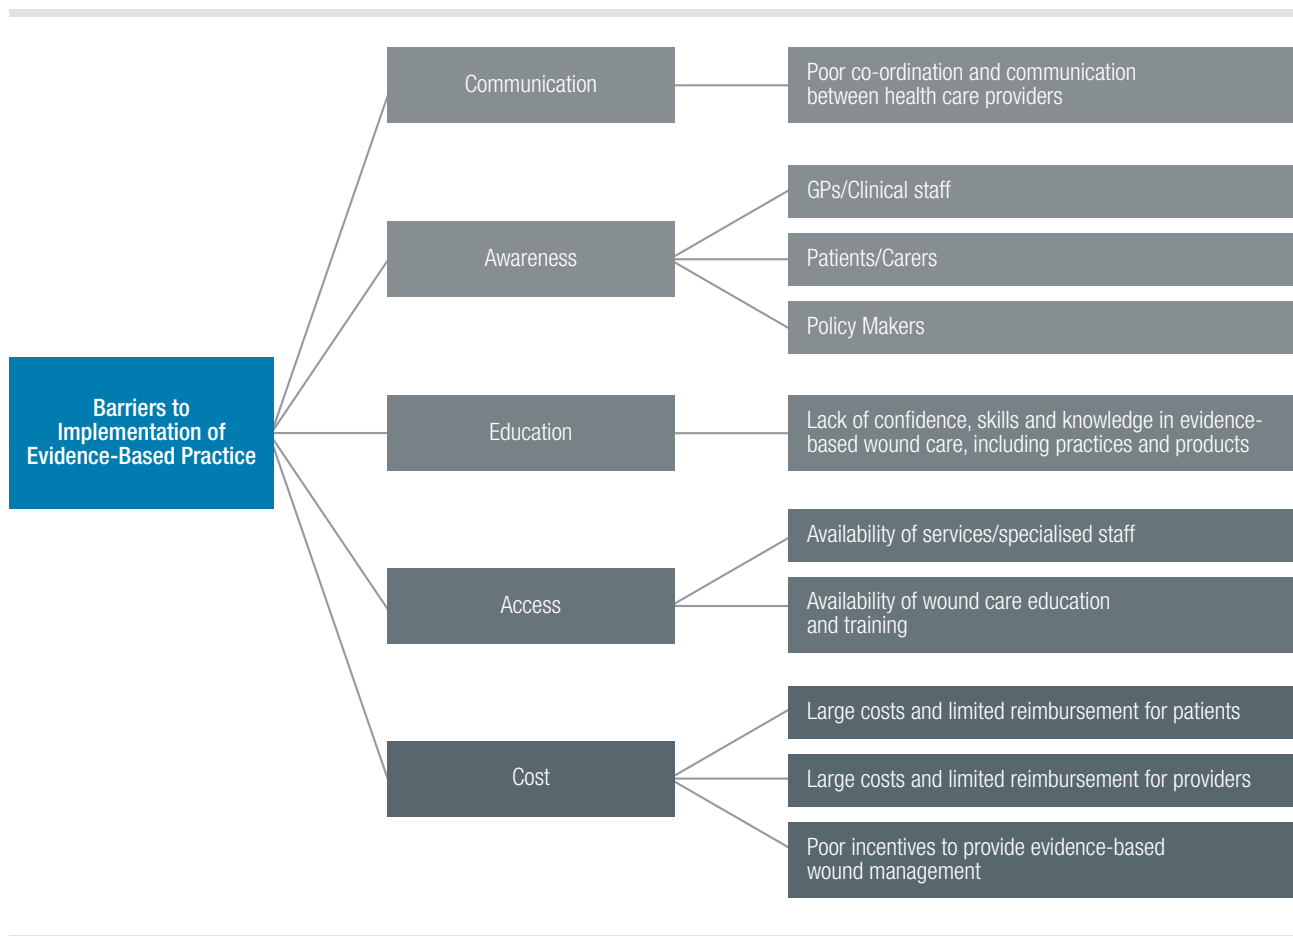 Communication
Poor co-ordination and communication
between health care providers
Awareness
GPs/Clinical staff
Patients/Carers
Policy Makers
Barriers to
Implementation of
Evidence-Based Practice
Education
Lack of confidence, skills and knowledge in evidence-
based wound care, including practices and products
Access
Availability of services/specialised staff
Availability of wound care education
and training
Cost
Large costs and limited reimbursement for patients
Large costs and limited reimbursement for providers
Poor incentives to provide evidence-based
wound management